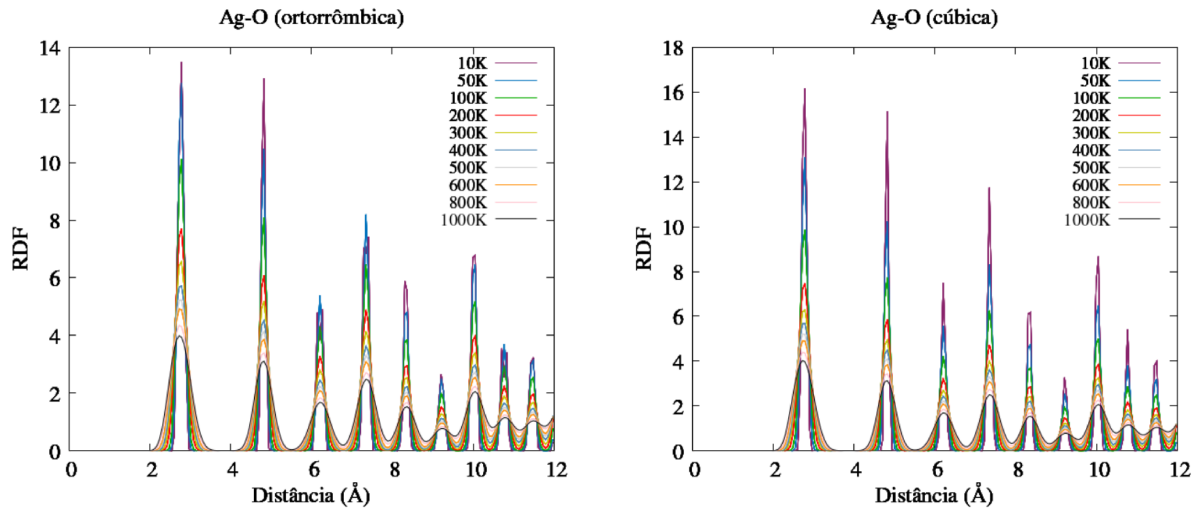 Ag-O (ortorrômbica)
14
12
10
8
6
4
2
0
RDF
10K
50K
100K
200K
300K
400K
500K
600K
800K
1000K
0 2 4 6 8 10 12
Distância (Å)
Ag-O (cúbica)
18
16
14
12
10
8
6
4
2
0
RDF
10K
50K
100K
200K
300K
400K
500K
600K
800K
1000K
0 2 4 6 8 10 12
Distância (Å)